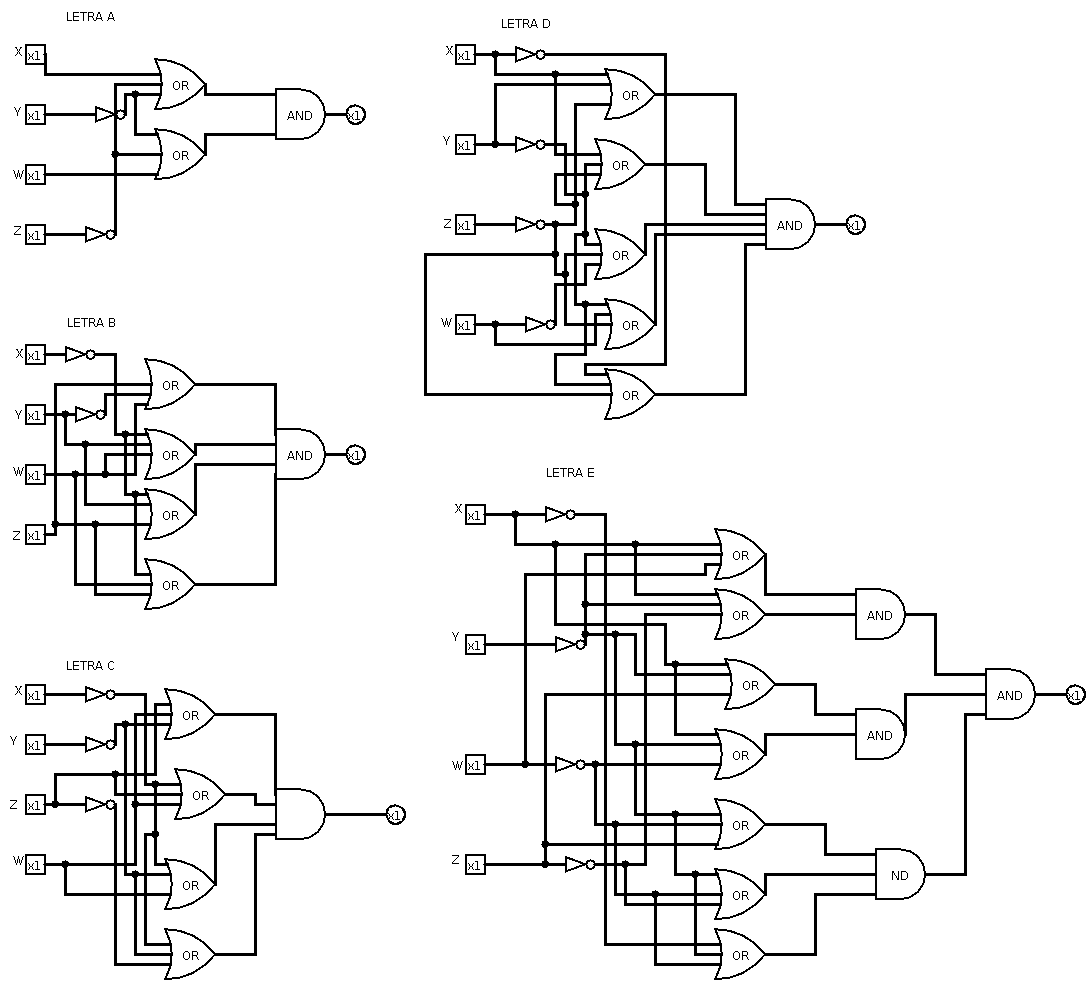 LETRA A
X x1
OR
Y x1
AND x1
OR
W x1
Z x1
LETRA B
X x1
OR
Y x1
OR AND x1
W x1
OR
Z x1
OR
LETRA C
X x1
OR
Y x1
OR
Z x1
AND x1
W x1
OR
OR
LETRA D
X x1
OR
Y x1
OR
Z x1
AND x1
OR
W x1
OR
OR
LETRA E
X x1
OR
OR AND
Y x1
OR
AND x1
AND
OR
W x1
OR
Z x1
ND
OR
OR